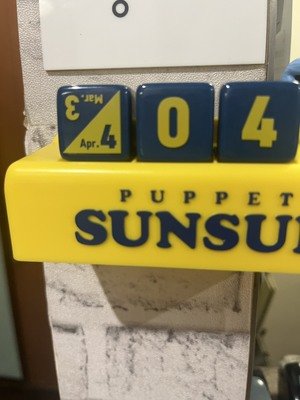 3 Mar.
Apr. 4
0 4
PUPPET
SUNSU